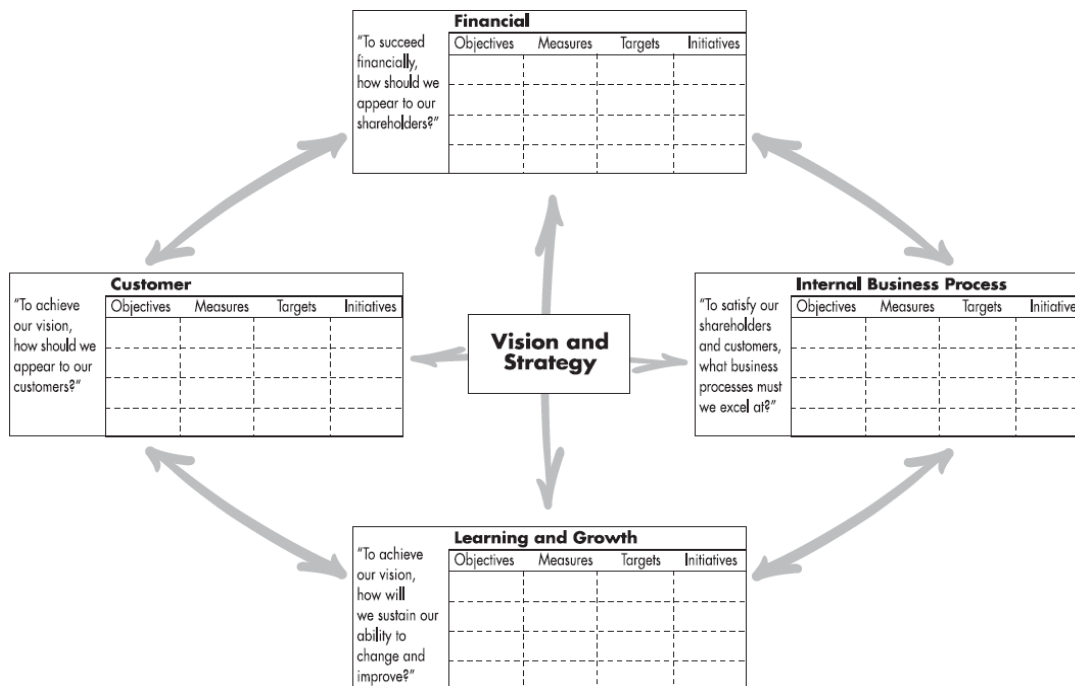 Financial
"To succeed
financially,
how should we
appear to our
shareholders?"
Objectives Measures Targets Initiatives
Customer
"To achieve
our vision,
how should we
appear to our
customers?"
Objectives Measures Targets Initiatives
Vision and
Strategy
Internal Business Process
"To satisfy our
shareholders
and customers,
what business
processes must
we excel at?"
Objectives Measures Targets Initiatives
Learning and Growth
"To achieve
our vision,
how will
we sustain our
ability to
change and
improve?"
Objectives Measures Targets Initiatives